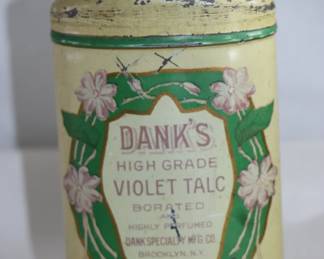 DANK'S
HIGH GRADE
VIOLET TALC
BORATED
AND
HIGHLY PERFUMED
DANK SPECIALTY MFG. CO.
BROOKLYN, N.Y.